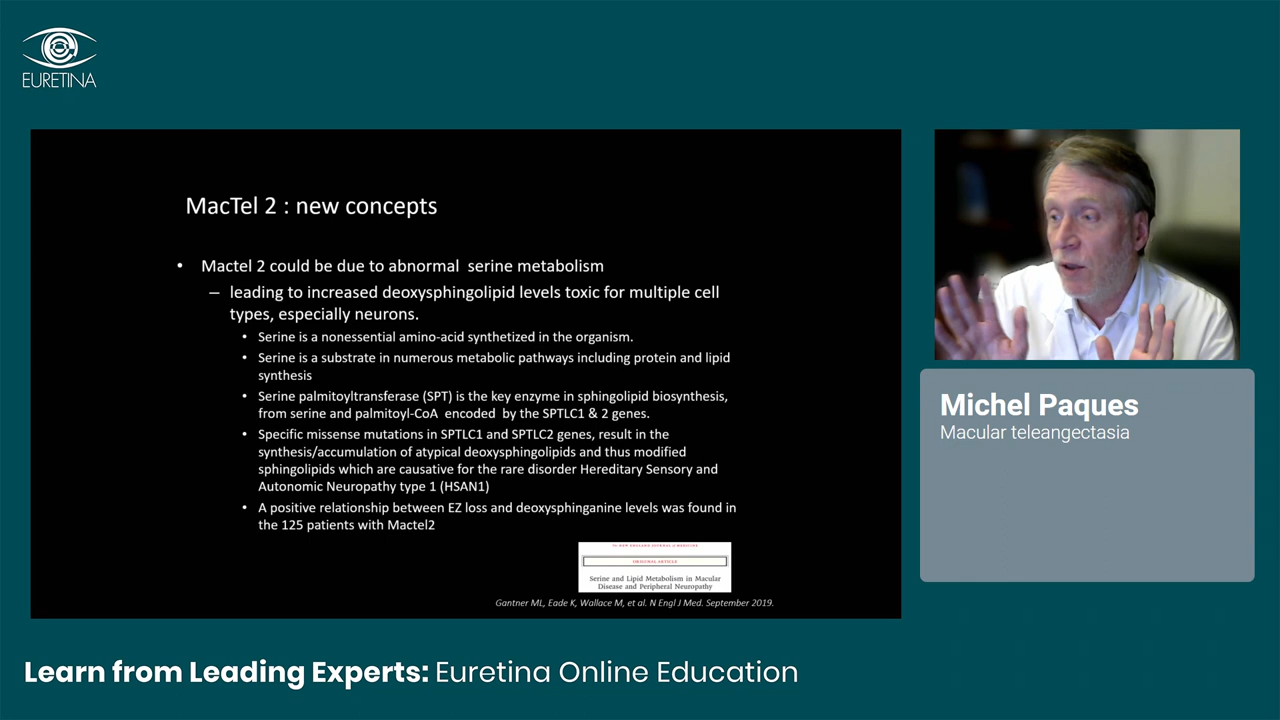 EURETINA
MacTel 2 : new concepts
• Mactel 2 could be due to abnormal serine metabolism
– leading to increased deoxysphingolipid levels toxic for multiple cell
types, especially neurons.
• Serine is a nonessential amino-acid synthetized in the organism.
• Serine is a substrate in numerous metabolic pathways including protein and lipid
synthesis
• Serine palmitoyltransferase (SPT) is the key enzyme in sphingolipid biosynthesis,
from serine and palmitoyl-CoA encoded by the SPTLC1 & 2 genes.
• Specific missense mutations in SPTLC1 and SPTLC2 genes, result in the
synthesis/accumulation of atypical deoxysphingolipids and thus modified
sphingolipids which are causative for the rare disorder Hereditary Sensory and
Autonomic Neuropathy type 1 (HSAN1)
• A positive relationship between EZ loss and deoxysphinganine levels was found in
the 125 patients with Mactel2
The NEW ENGLAND JOURNAL of MEDICINE
ORIGINAL ARTICLE
Serine and Lipid Metabolism in Macular
Disease and Peripheral Neuropathy
Gantner ML, Eade K, Wallace M, et al. N Engl J Med. September 2019.
Michel Paques
Macular teleangectasia
Learn from Leading Experts: Euretina Online Education